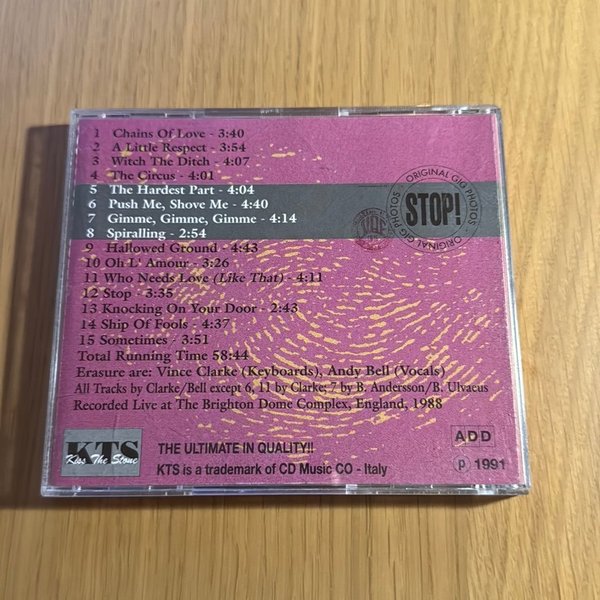 1 Chains Of Love - 3:40
2 A Little Respect - 3:54
3 Witch The Ditch - 4:07
4 The Circus - 4:01
5 The Hardest Part - 4:04
6 Push Me, Shove Me - 4:40
7 Gimme, Gimme, Gimme - 4:14
8 Spiralling - 2:54
9 Hallowed Ground - 4:43
10 Oh L' Amour - 3:26
11 Who Needs Love (Like That) - 4:11
12 Stop - 3:35
13 Knocking On Your Door - 2:43
14 Ship Of Fools - 4:37
15 Sometimes - 3:51
Total Running Time 58:44
Erasure are: Vince Clarke (Keyboards), Andy Bell (Vocals)
All Tracks by Clarke/Bell except 6, 11 by Clarke; 7 by B. Andersson/B. Ulvaeus
Recorded Live at The Brighton Dome Complex, England, 1988
ORIGINAL GIG PHOTOS
STOP!
ORIGINAL GIG PHOTOS
KTS
Kiss The Stone
THE ULTIMATE IN QUALITY!!
KTS is a trademark of CD Music CO - Italy
ADD
P 1991